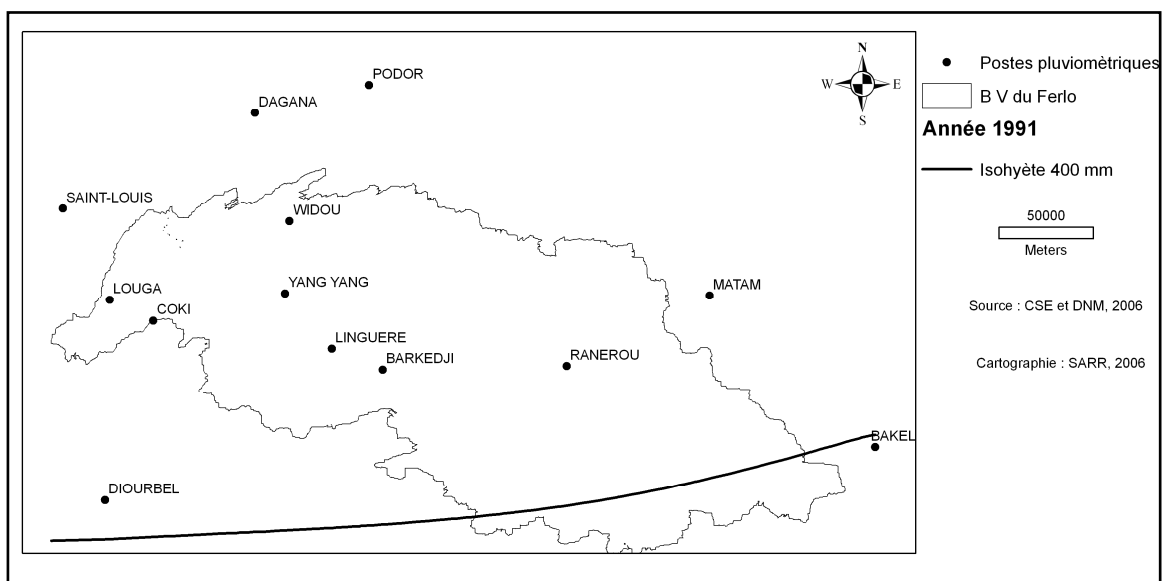 N
W E
S
PODOR
DAGANA
SAINT-LOUIS
WIDOU
YANG YANG
LOUGA
COKI
MATAM
LINGUERE
BARKEDJI
RANEROU
BAKEL
DIOURBEL
Postes pluviomètriques
B V du Ferlo
Année 1991
Isohyète 400 mm
50000
Meters
Source : CSE et DNM, 2006
Cartographie : SARR, 2006